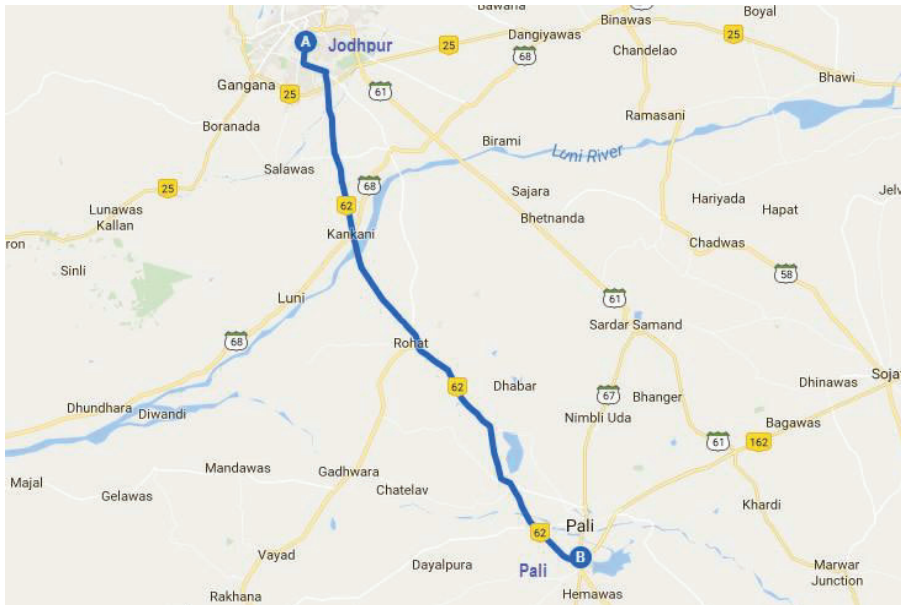 Bawana
68
Boyal
Binawas
A
Jodhpur
Dangiyawas
25
25
Chandelao
68
Bhawi
Gangana
25
61
Ramasani
Boranada
Birami
Luni River
Salawas
25
68
Sajara
Hariyada
Jelv
Lunawas
Kallan
62
Bhetnanda
Hapat
ron
Kankani
Chadwas
Sinli
58
Luni
61
Sardar Samand
68
Rohat
Sojat
62
Dhabar
Dhinawas
67
Bhanger
Dhundhara
Diwandi
Nimbli Uda
Bagawas
61
162
Majal
Mandawas
Gadhwara
Gelawas
Chatelav
Khardi
62
Pali
Vayad
B
Dayalpura
Pali
Marwar
Junction
Rakhana
Hemawas